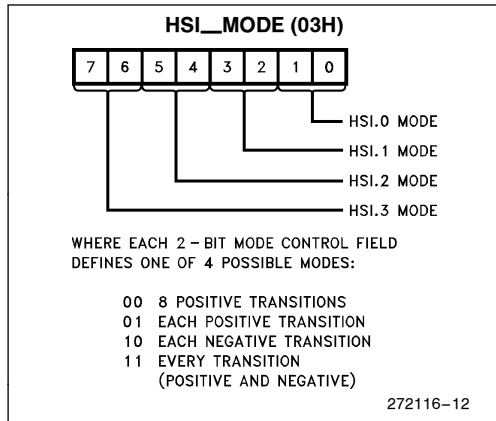 HSI__MODE (03H)
7 6 5 4 3 2 1 0
HSI.0 MODE
HSI.1 MODE
HSI.2 MODE
HSI.3 MODE
WHERE EACH 2 – BIT MODE CONTROL FIELD
DEFINES ONE OF 4 POSSIBLE MODES:
00 8 POSITIVE TRANSITIONS
01 EACH POSITIVE TRANSITION
10 EACH NEGATIVE TRANSITION
11 EVERY TRANSITION
(POSITIVE AND NEGATIVE)
272116–12